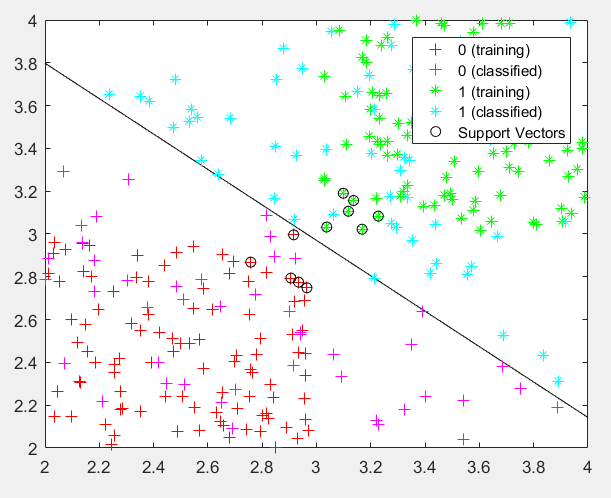 4
3.8
3.6
3.4
3.2
3
2.8
2.6
2.4
2.2
2
0 (training)
0 (classified)
1 (training)
1 (classified)
Support Vectors
2 2.2 2.4 2.6 2.8 3 3.2 3.4 3.6 3.8 4